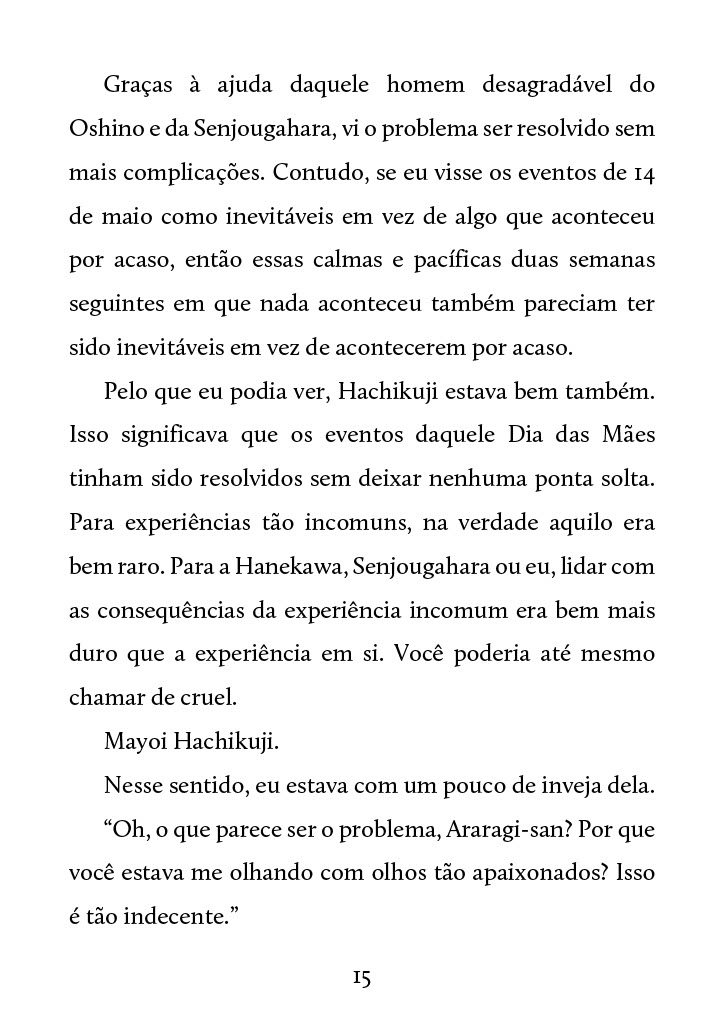 Graças à ajuda daquele homem desagradável do
Oshino e da Senjougahara, vi o problema ser resolvido sem
mais complicações. Contudo, se eu visse os eventos de 14
de maio como inevitáveis em vez de algo que aconteceu
por acaso, então essas calmas e pacíficas duas semanas
seguintes em que nada aconteceu também pareciam ter
sido inevitáveis em vez de acontecerem por acaso.
Pelo que eu podia ver, Hachikuji estava bem também.
Isso significava que os eventos daquele Dia das Mães
tinham sido resolvidos sem deixar nenhuma ponta solta.
Para experiências tão incomuns, na verdade aquilo era
bem raro. Para a Hanekawa, Senjougahara ou eu, lidar com
as consequências da experiência incomum era bem mais
duro que a experiência em si. Você poderia até mesmo
chamar de cruel.
Mayoi Hachikuji.
Nesse sentido, eu estava com um pouco de inveja dela.
“Oh, o que parece ser o problema, Araragi-san? Por que
você estava me olhando com olhos tão apaixonados? Isso
é tão indecente.”
15